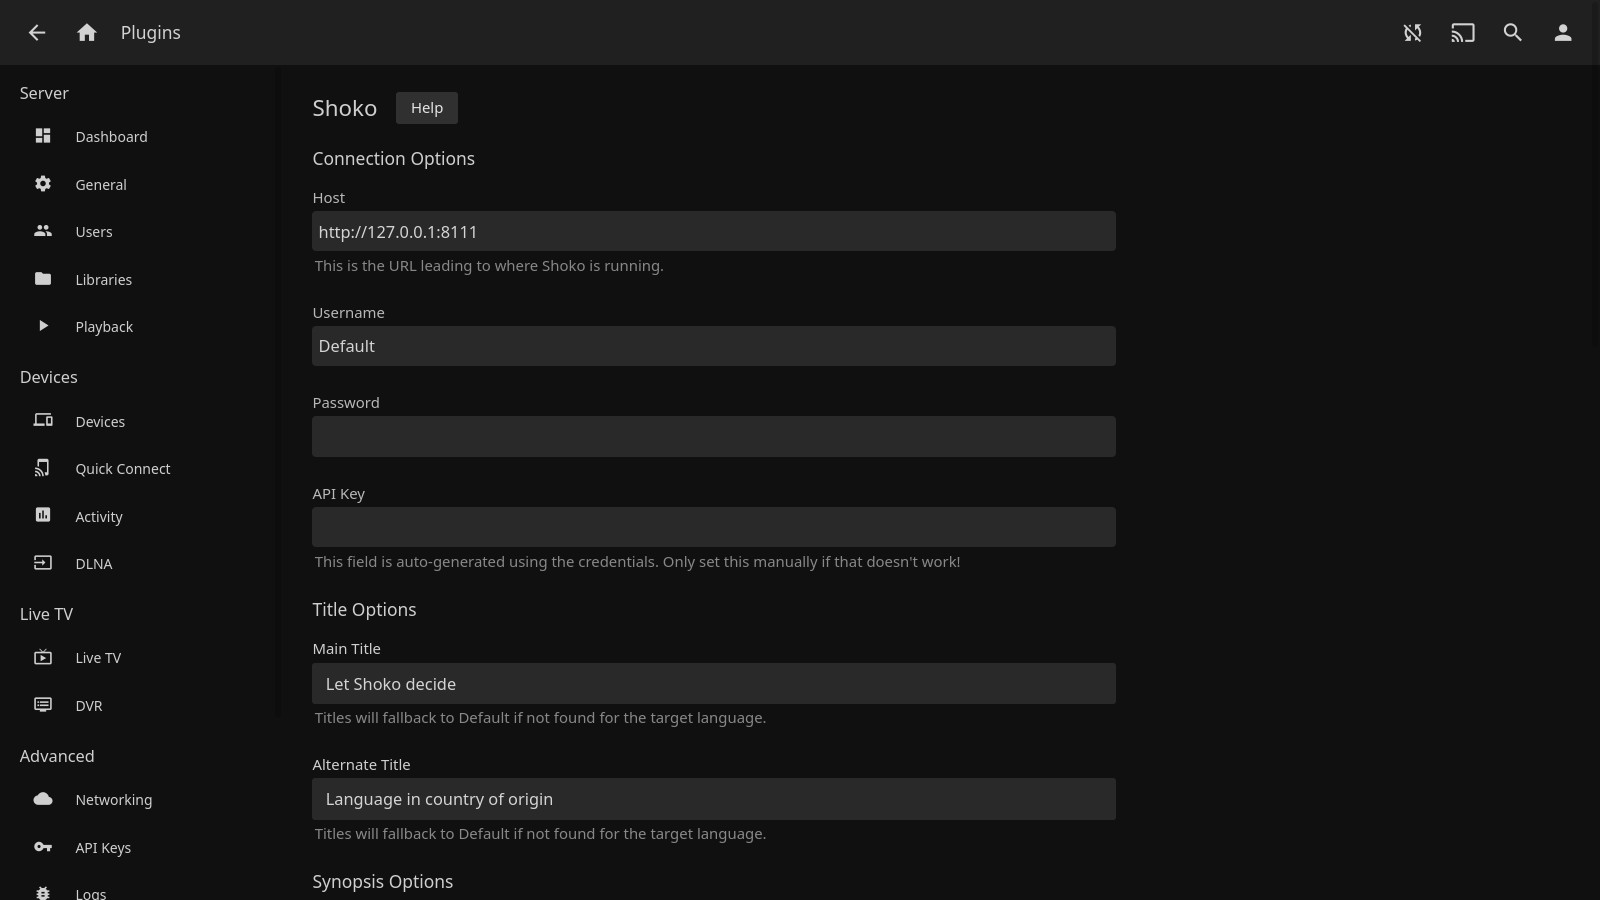 Plugins
Server
Dashboard
General
Users
Libraries
Playback
Devices
Devices
Quick Connect
Activity
DLNA
Live TV
Live TV
DVR
Advanced
Networking
API Keys
Logs
Shoko Help
Connection Options
Host
http://127.0.0.1:8111
This is the URL leading to where Shoko is running.
Username
Default
Password
API Key
This field is auto-generated using the credentials. Only set this manually if that doesn't work!
Title Options
Main Title
Let Shoko decide
Titles will fallback to Default if not found for the target language.
Alternate Title
Language in country of origin
Titles will fallback to Default if not found for the target language.
Synopsis Options